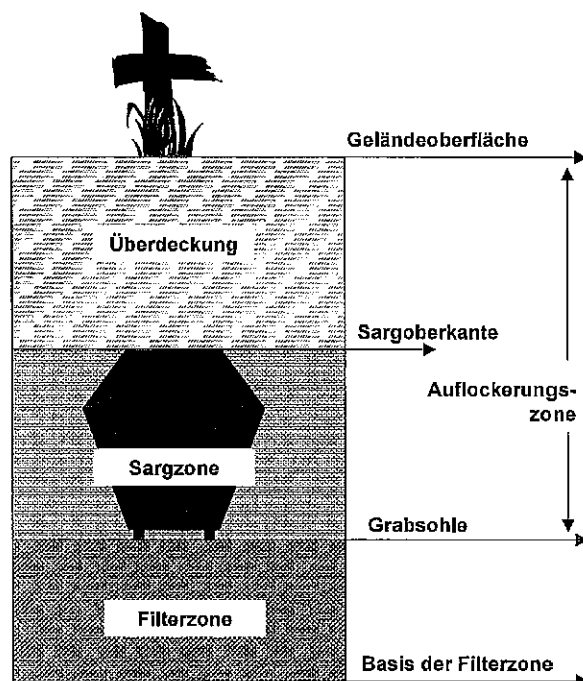 Geländeoberfläche
Überdeckung
Sargoberkante
Auflockerungs-
zone
Sargzone
Grabsohle
Filterzone
Basis der Filterzone